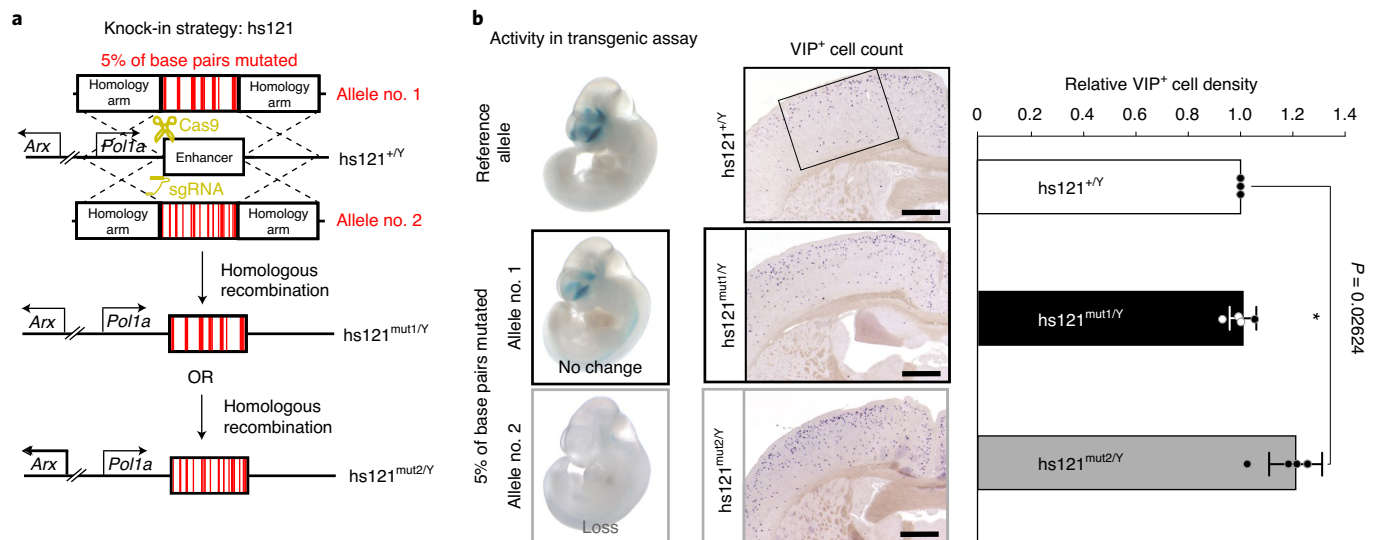 a
Knock-in strategy: hs121
5% of base pairs mutated
Homology
arm
Homology
arm
Allele no. 1
Cas9
Arx
Pol1a
Enhancer
hs121+/Y
sgRNA
Homology
arm
Homology
arm
Allele no. 2
Homologous
recombination
Arx
Pol1a
hs121mut1/Y
OR
Homologous
recombination
Arx
Pol1a
hs121mut2/Y
b
Activity in transgenic assay
VIP+ cell count
Reference
allele
5% of base pairs mutated
Allele no. 1
No change
Allele no. 2
Loss
hs121+/Y
hs121mut1/Y
hs121mut2/Y
Relative VIP+ cell density
0 0.2 0.4 0.6 0.8 1.0 1.2 1.4
hs121+/Y
hs121mut1/Y
hs121mut2/Y
*
P = 0.02624